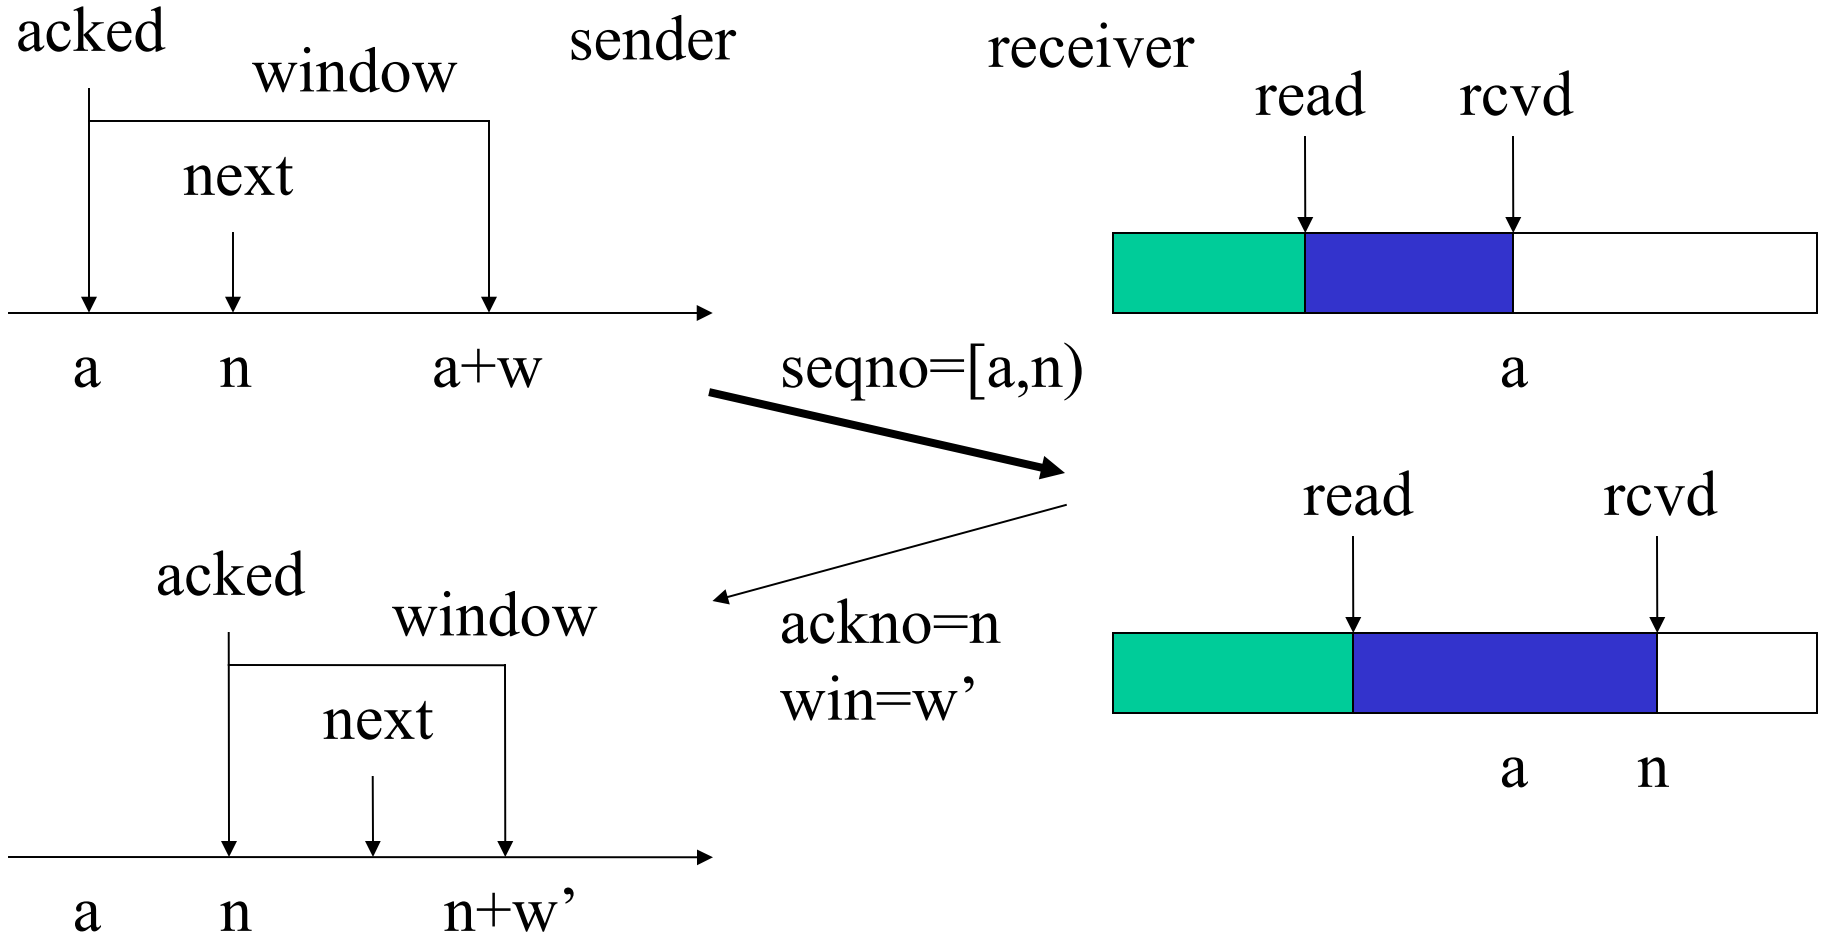 acked
window
sender
receiver
next
read
rcvd
a
n
a+w
seqno=[a,n)
a
read
rcvd
acked
window
next
ackno=n
win=w’
a
n
a
n
n+w’